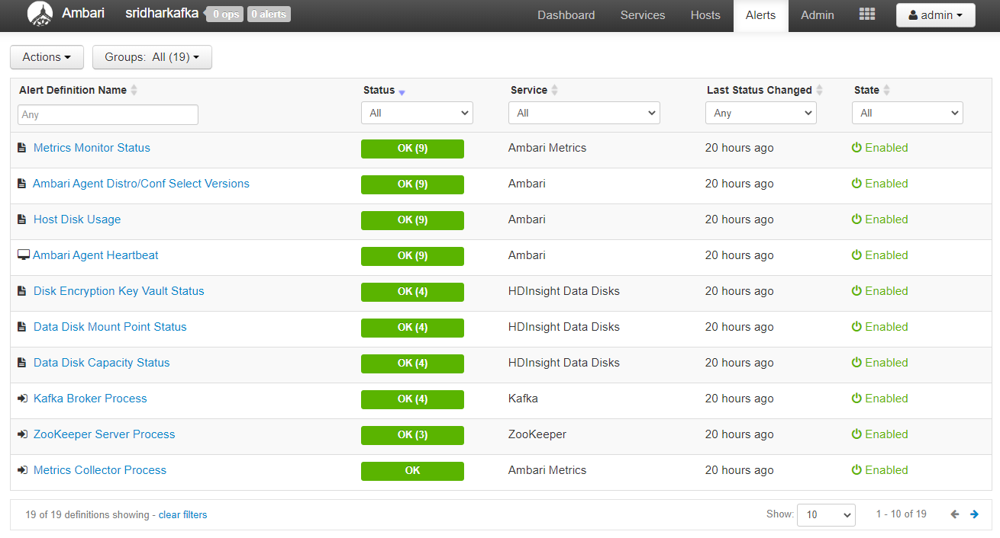 Ambari sridharkafka 0 ops 0 alerts Dashboard Services Hosts Alerts Admin admin
Actions Groups: All (19)
Alert Definition Name Status Service Last Status Changed State
Any All All Any All
Metrics Monitor Status OK (9) Ambari Metrics 20 hours ago Enabled
Ambari Agent Distro/Conf Select Versions OK (9) Ambari 20 hours ago Enabled
Host Disk Usage OK (9) Ambari 20 hours ago Enabled
Ambari Agent Heartbeat OK (9) Ambari 20 hours ago Enabled
Disk Encryption Key Vault Status OK (4) HDInsight Data Disks 20 hours ago Enabled
Data Disk Mount Point Status OK (4) HDInsight Data Disks 20 hours ago Enabled
Data Disk Capacity Status OK (4) HDInsight Data Disks 20 hours ago Enabled
Kafka Broker Process OK (4) Kafka 20 hours ago Enabled
ZooKeeper Server Process OK (3) ZooKeeper 20 hours ago Enabled
Metrics Collector Process OK Ambari Metrics 20 hours ago Enabled
19 of 19 definitions showing - clear filters Show: 10 1 - 10 of 19